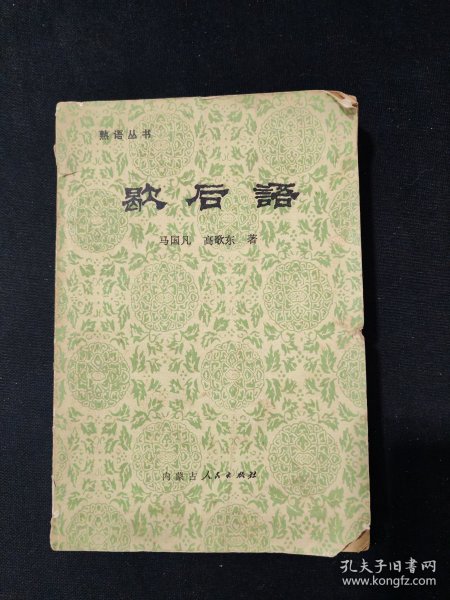 熟语丛书
歇后語
马国凡 高歌东 著
内蒙古人民出版社
孔夫子旧书网
www.kongfz.com